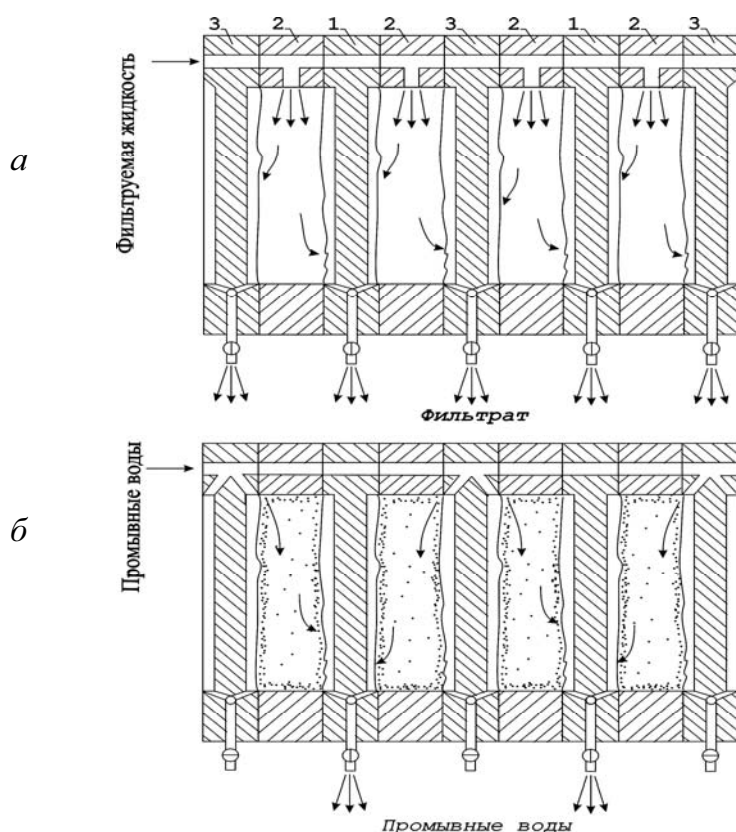 3 2 1 2 3 2 1 2 3
а
Фильтруемая жидкость
Фильтрат
б
Промывные воды
Промывные воды